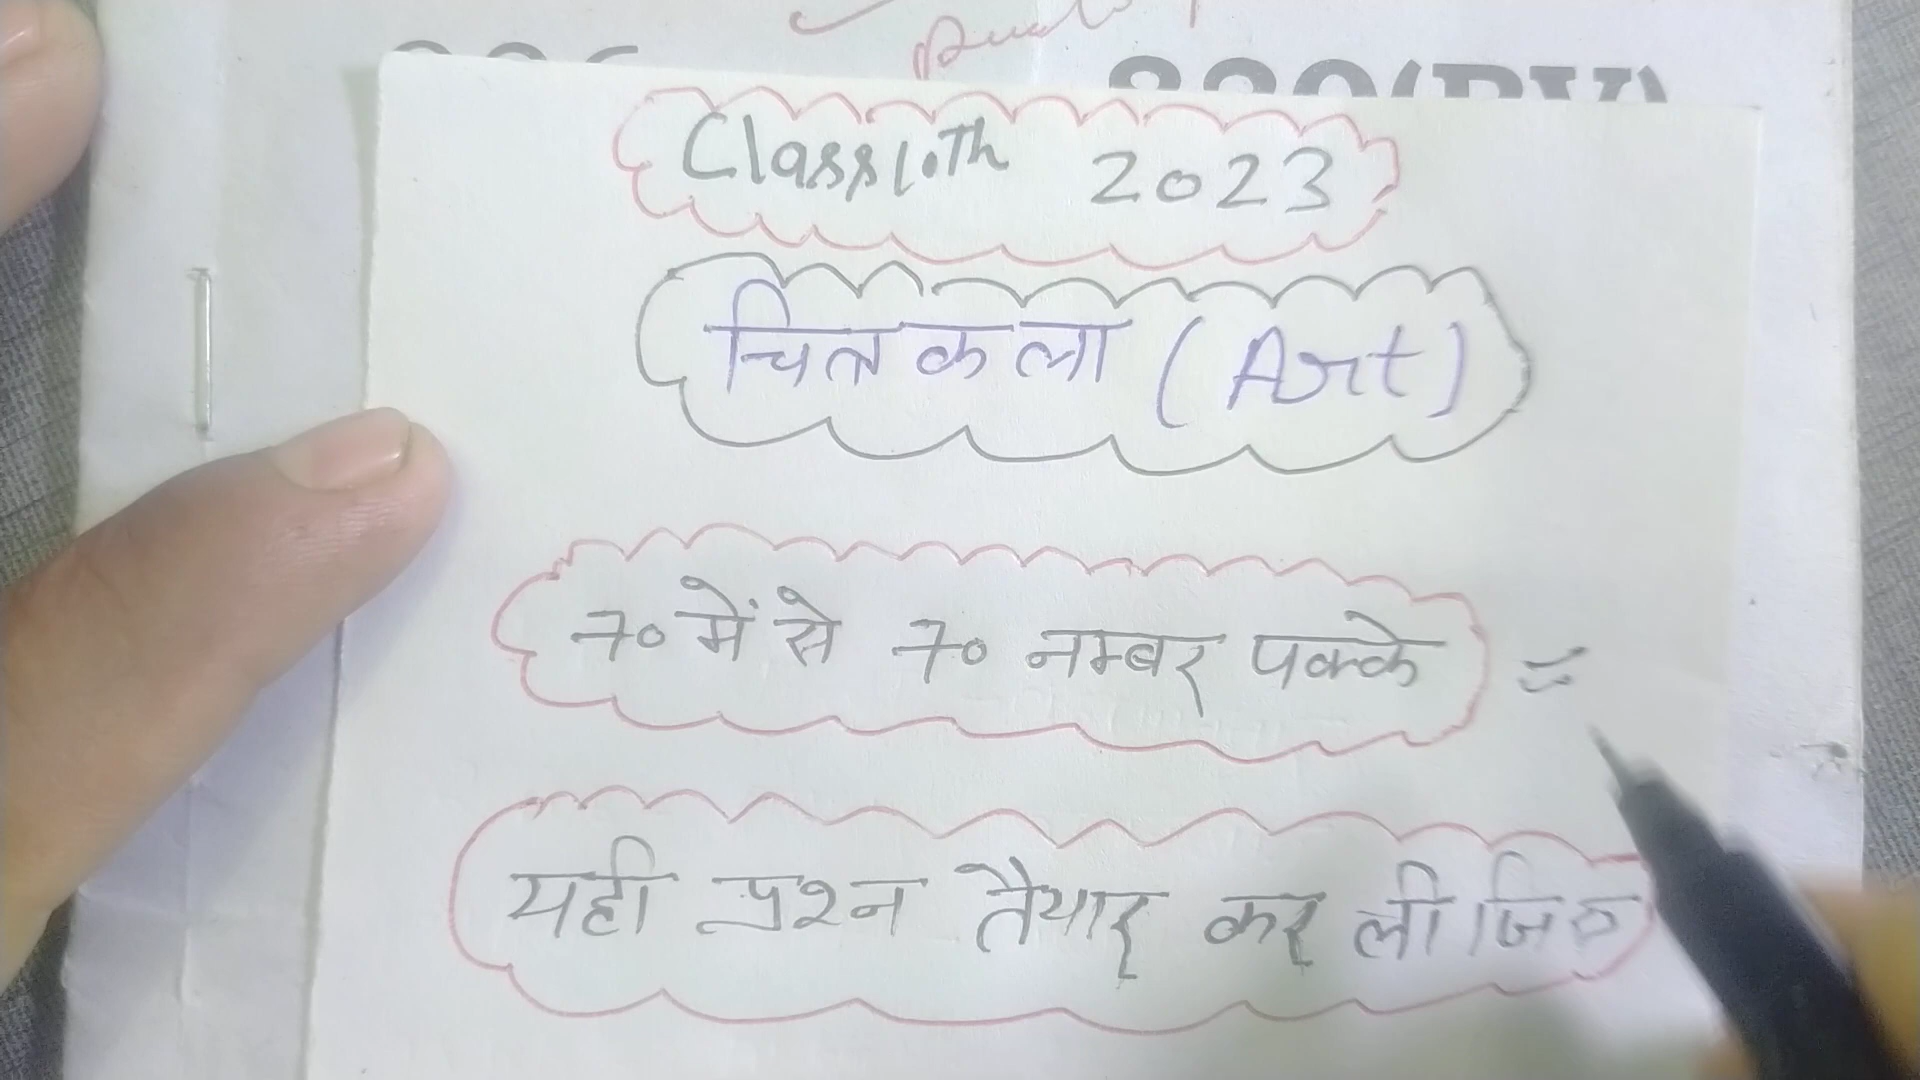 Class 10th 2023
चित्रकला (Art)
70 में से 70 नम्बर पक्के =
यही प्रश्न तैयार कर लीजिए